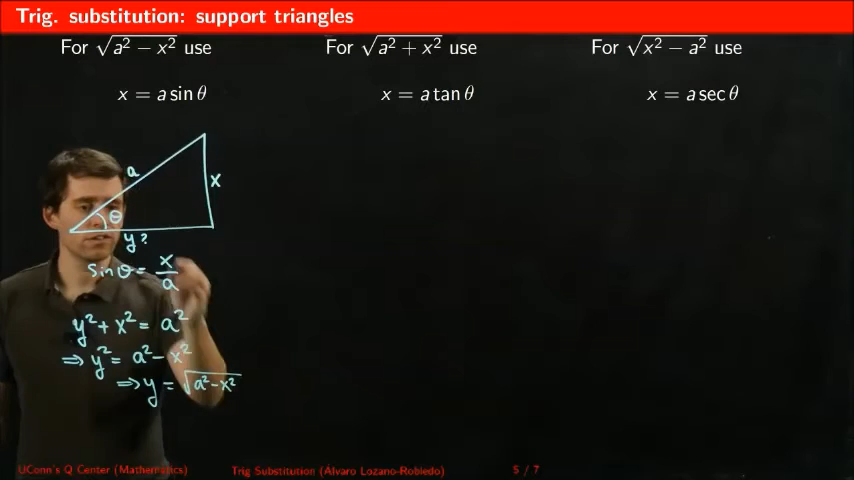 Trig. substitution: support triangles
For √(a² − x²) use
For √(a² + x²) use
For √(x² − a²) use
x = a sin θ
x = a tan θ
x = a sec θ
a
x
θ
y?
sin θ = x/a
y² + x² = a²
⇒ y² = a² − x²
⇒ y = √(a² − x²)
UConn's Q Center (Mathematics)
Trig Substitution (Álvaro Lozano-Robledo)
5 / 7